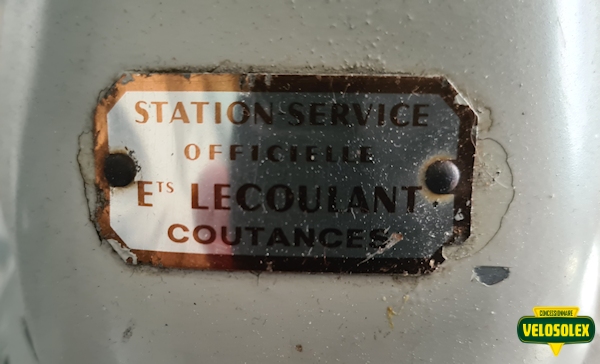 STATION-SERVICE
OFFICIELLE
Ets LECOULANT
COUTANCES
CONCESSIONNAIRE
VELOSOLEX